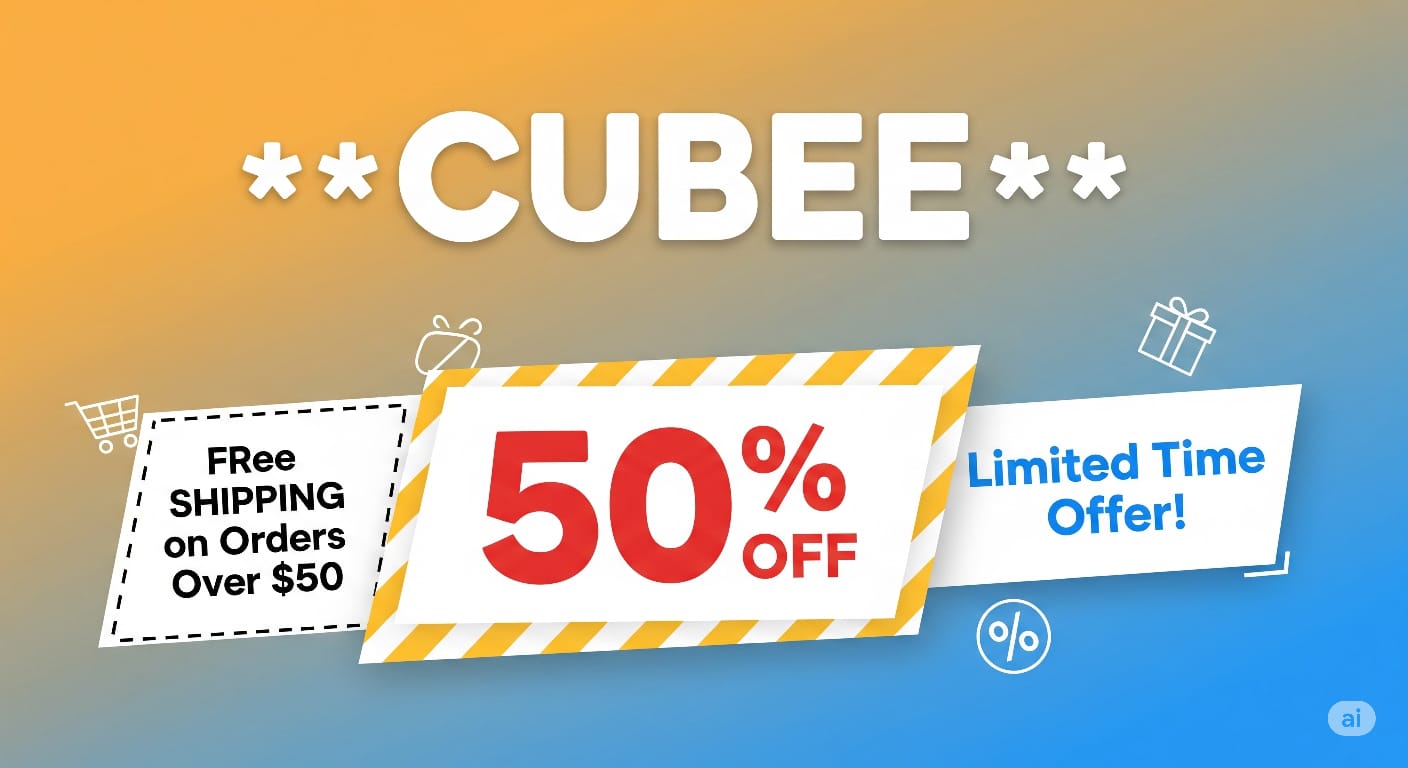 **CUBEE**
FRee
SHIPPING
on Orders
Over $50
50%
OFF
Limited Time
Offer!
%
ai